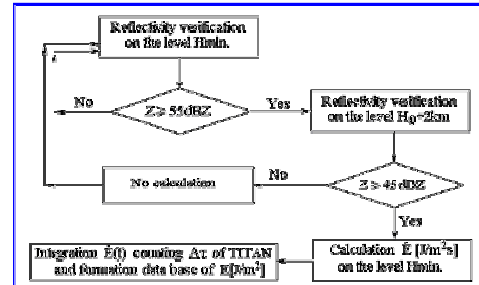 Reflectivity verification
on the level Hmin.
Z ≥ 55dBZ
No
Yes
Reflectivity verification
on the level H₀+2km
Z ≥ 45 dBZ
No
No calculation
Yes
Calculation Ė [J/m²s]
on the level Hmin.
Integration Ė(t) counting Δτ of TITAN
and formation data base of E[J/m²]